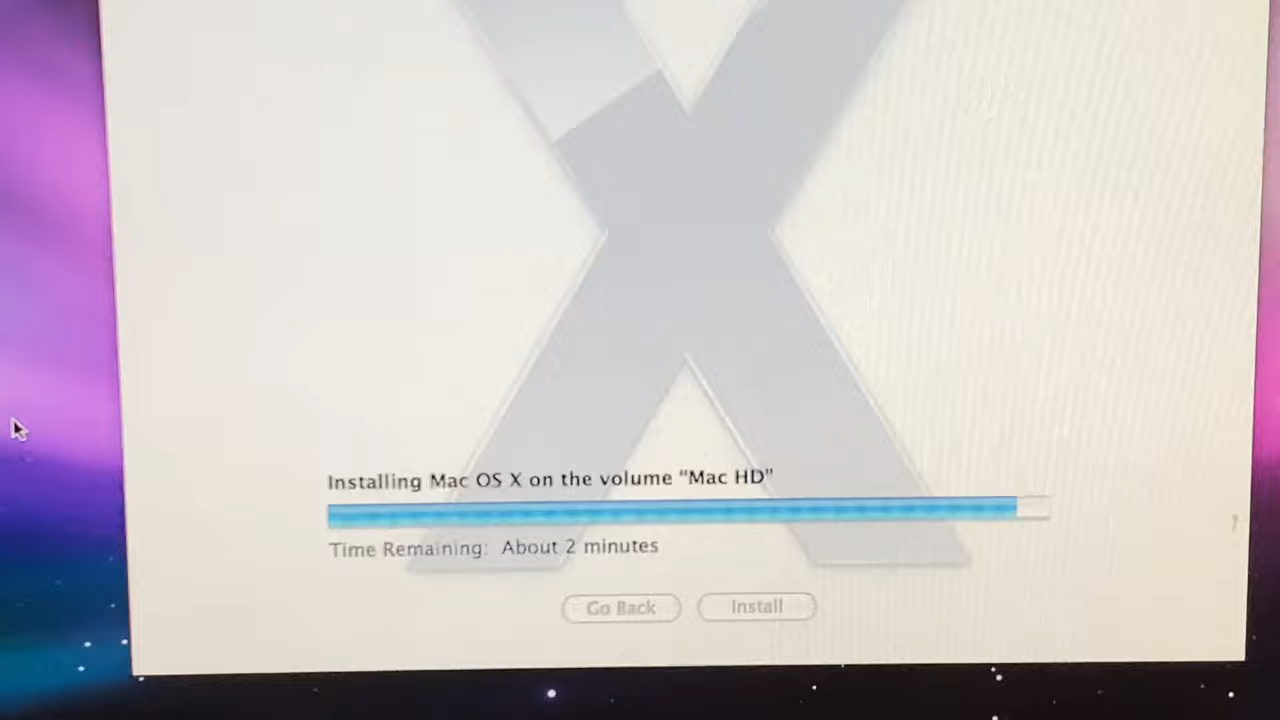 Installing Mac OS X on the volume “Mac HD”
Time Remaining: About 2 minutes
Go Back
Install